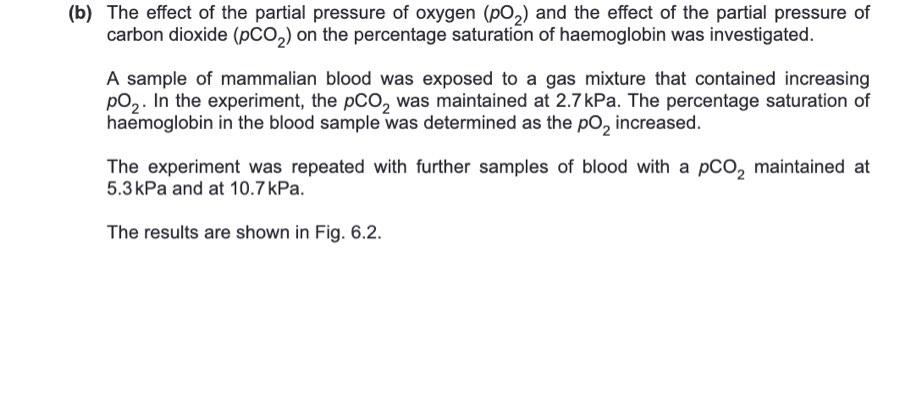 (b) The effect of the partial pressure of oxygen (pO₂) and the effect of the partial pressure of
carbon dioxide (pCO₂) on the percentage saturation of haemoglobin was investigated.
A sample of mammalian blood was exposed to a gas mixture that contained increasing
pO₂. In the experiment, the pCO₂ was maintained at 2.7 kPa. The percentage saturation of
haemoglobin in the blood sample was determined as the pO₂ increased.
The experiment was repeated with further samples of blood with a pCO₂ maintained at
5.3 kPa and at 10.7 kPa.
The results are shown in Fig. 6.2.